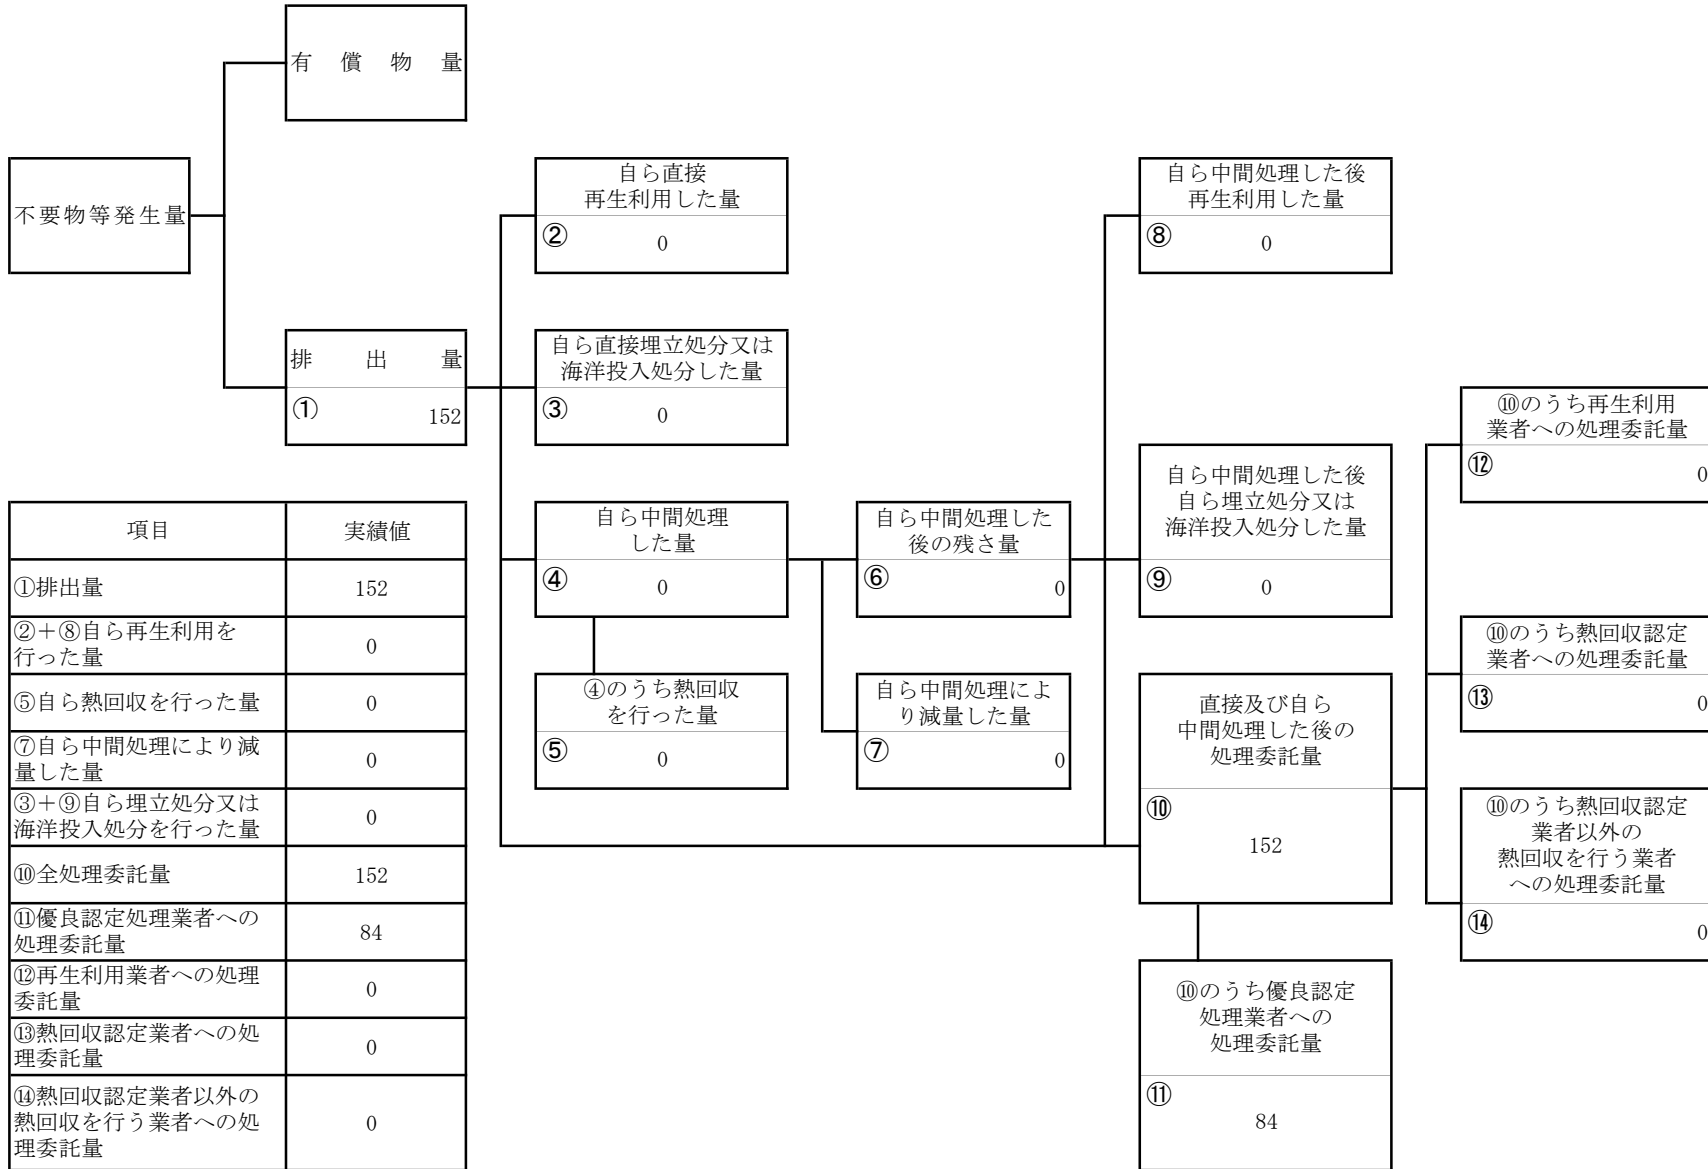 有償物量
不要物等発生量
排出量
① 152
自ら直接
再生利用した量
② 0
自ら直接埋立処分又は
海洋投入処分した量
③ 0
自ら中間処理
した量
④ 0
④のうち熱回収
を行った量
⑤ 0
自ら中間処理した
後の残さ量
⑥ 0
自ら中間処理によ
り減量した量
⑦ 0
自ら中間処理した後
再生利用した量
⑧ 0
自ら中間処理した後
自ら埋立処分又は
海洋投入処分した量
⑨ 0
直接及び自ら
中間処理した後の
処理委託量
⑩
152
⑩のうち優良認定
処理業者への
処理委託量
⑪
84
⑩のうち再生利用
業者への処理委託量
⑫ 0
⑩のうち熱回収認定
業者への処理委託量
⑬ 0
⑩のうち熱回収認定
業者以外の
熱回収を行う業者
への処理委託量
⑭ 0
項目 実績値
①排出量 152
②＋⑧自ら再生利用を
行った量 0
⑤自ら熱回収を行った量 0
⑦自ら中間処理により減
量した量 0
③＋⑨自ら埋立処分又は
海洋投入処分を行った量 0
⑩全処理委託量 152
⑪優良認定処理業者への
処理委託量 84
⑫再生利用業者への処理
委託量 0
⑬熱回収認定業者への処
理委託量 0
⑭熱回収認定業者以外の
熱回収を行う業者への処 0
理委託量